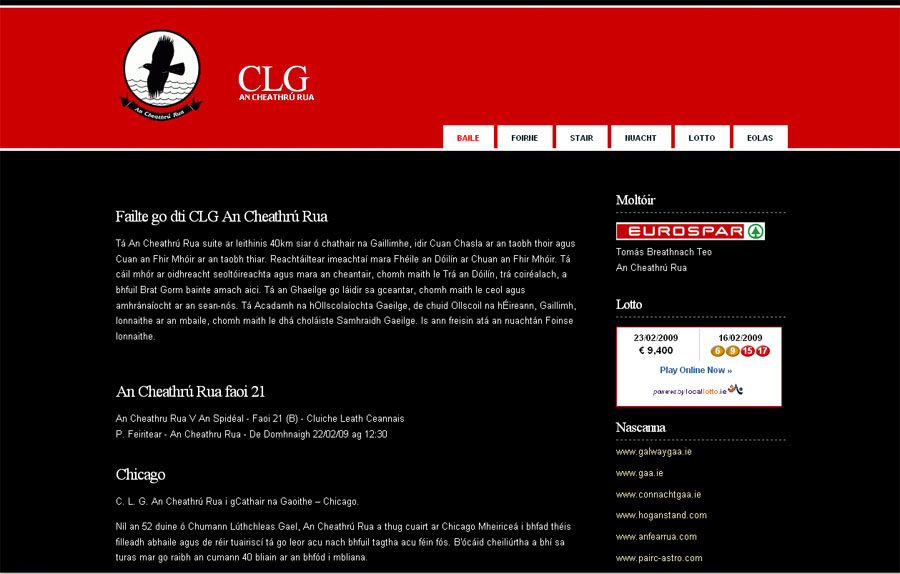 An Cheathrú Rua
CLG
AN CHEATHRÚ RUA
BAILE FOIRNE STAIR NUACHT LOTTO EOLAS
Failte go dti CLG An Cheathrú Rua
Tá An Cheathrú Rua suite ar leithinis 40km siar ó chathair na Gaillimhe, idir Cuan Chasla ar an taobh thoir agus
Cuan an Fhir Mhóir ar an taobh thiar. Reachtáiltear imeachtaí mara Fhéile an Dóilín ar Chuan an Fhir Mhóir. Tá
cáil mhór ar oidhreacht seoltóireachta agus mara an cheantair, chomh maith le Trá an Dóilín, trá coiréalach, a
bhfuil Brat Gorm bainte amach aici. Tá an Ghaeilge go láidir sa gceantar, chomh maith le ceol agus
amhránaíocht ar an sean-nós. Tá Acadamh na hOllscolaíochta Gaeilge, de chuid Ollscoil na hÉireann, Gaillimh,
lonnaithe ar an mbaile, chomh maith le dhá choláiste Samhraidh Gaeilge. Is ann freisin atá an nuachtán Foinse
lonnaithe.
An Cheathrú Rua faoi 21
An Cheathru Rua V An Spidéal - Faoi 21 (B) - Cluiche Leath Ceannais
P. Feiritear - An Cheathru Rua - De Domhnaigh 22/02/09 ag 12:30
Chicago
C. L. G. An Cheathrú Rua i gCathair na Gaoithe – Chicago.
Níl an 52 duine ó Chumann Lúthchleas Gael, An Cheathrú Rua a thug cuairt ar Chicago Mheiriceá i bhfad théis
filleadh abhaile agus de réir tuairiscí tá go leor acu nach bhfuil tagtha acu féin fós. B'ócáid cheiliúrtha a bhí sa
turas mar go raibh an cumann 40 bliain ar an bhfód i mbliana.
Moltóir
EUROSPAR
Tomás Breathnach Teo
An Cheathrú Rua
Lotto
23/02/2009 16/02/2009
€ 9,400 6 9 15 17
Play Online Now »
powered by locallotto.ie
Nascanna
www.galwaygaa.ie
www.gaa.ie
www.connachtgaa.ie
www.hoganstand.com
www.anfearrua.com
www.pairc-astro.com